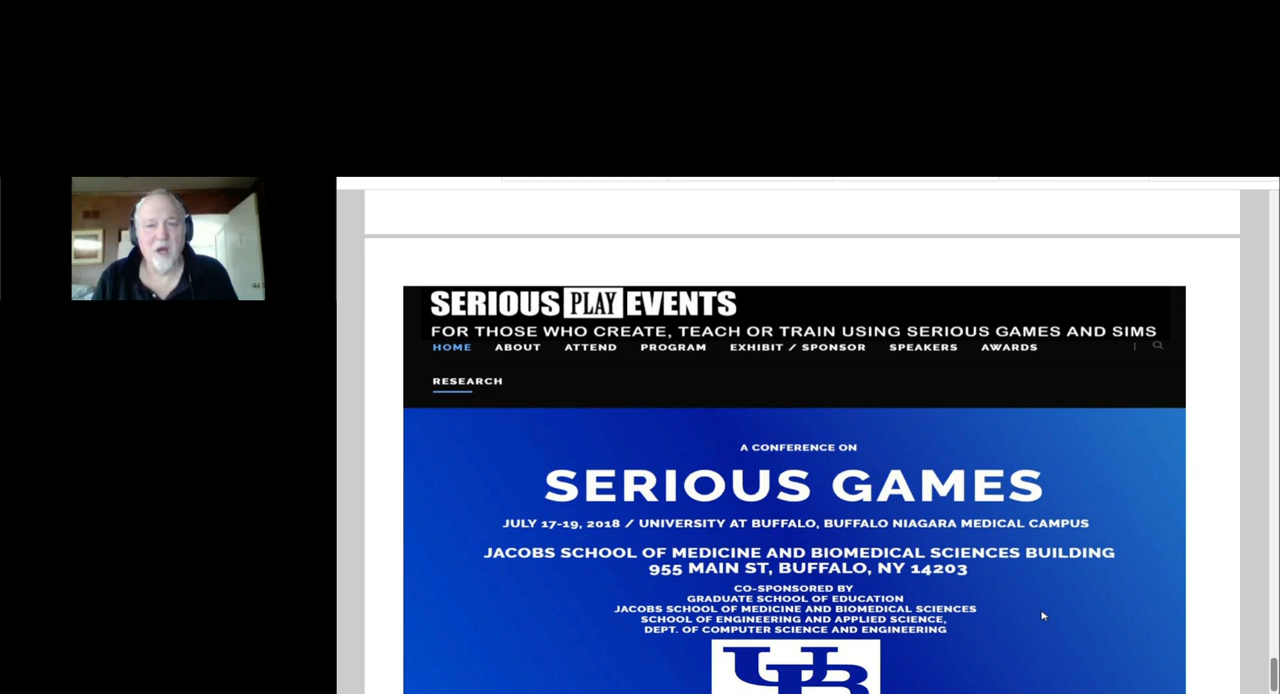 SERIOUS PLAY EVENTS
FOR THOSE WHO CREATE, TEACH OR TRAIN USING SERIOUS GAMES AND SIMS
HOME ABOUT ATTEND PROGRAM EXHIBIT / SPONSOR SPEAKERS AWARDS
RESEARCH
A CONFERENCE ON
SERIOUS GAMES
JULY 17-19, 2018 / UNIVERSITY AT BUFFALO, BUFFALO NIAGARA MEDICAL CAMPUS
JACOBS SCHOOL OF MEDICINE AND BIOMEDICAL SCIENCES BUILDING
955 MAIN ST, BUFFALO, NY 14203
CO-SPONSORED BY
GRADUATE SCHOOL OF EDUCATION
JACOBS SCHOOL OF MEDICINE AND BIOMEDICAL SCIENCES
SCHOOL OF ENGINEERING AND APPLIED SCIENCE,
DEPT. OF COMPUTER SCIENCE AND ENGINEERING
UB